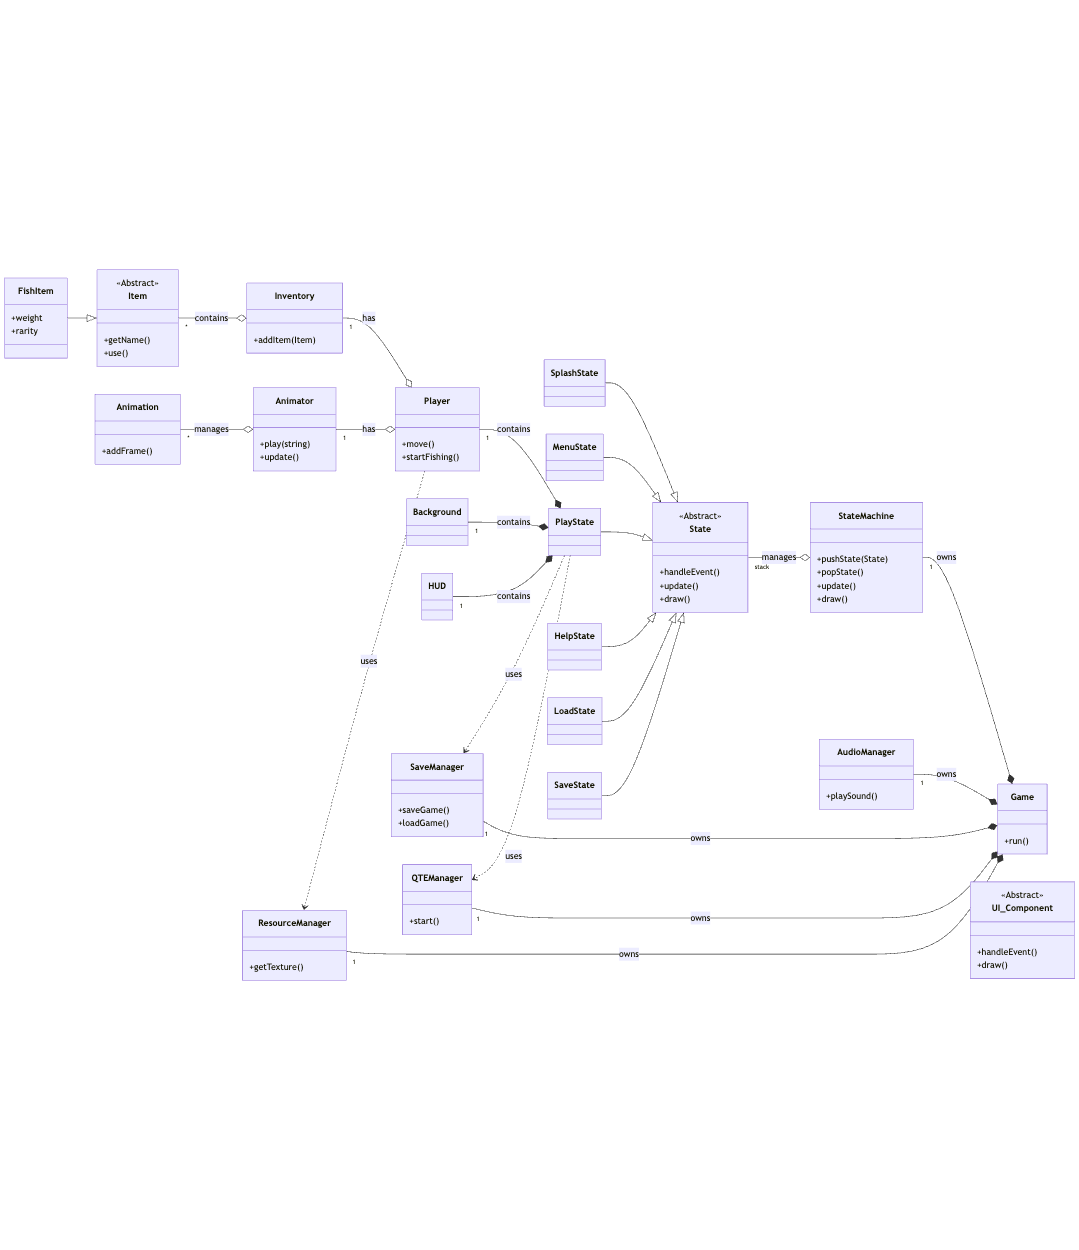 FishItem
+weight
+rarity
«Abstract»
Item
+getName()
+use()
contains
*
Inventory
+addItem(Item)
has
1
Animation
+addFrame()
manages
*
Animator
+play(string)
+update()
has
1
Player
+move()
+startFishing()
contains
1
Background
contains
1
HUD
contains
1
SplashState
MenuState
PlayState
HelpState
LoadState
SaveState
«Abstract»
State
+handleEvent()
+update()
+draw()
manages
stack
StateMachine
+pushState(State)
+popState()
+update()
+draw()
owns
1
uses
uses
uses
SaveManager
+saveGame()
+loadGame()
1
owns
QTEManager
+start()
1
owns
ResourceManager
+getTexture()
1
owns
AudioManager
+playSound()
owns
1
Game
+run()
«Abstract»
UI_Component
+handleEvent()
+draw()